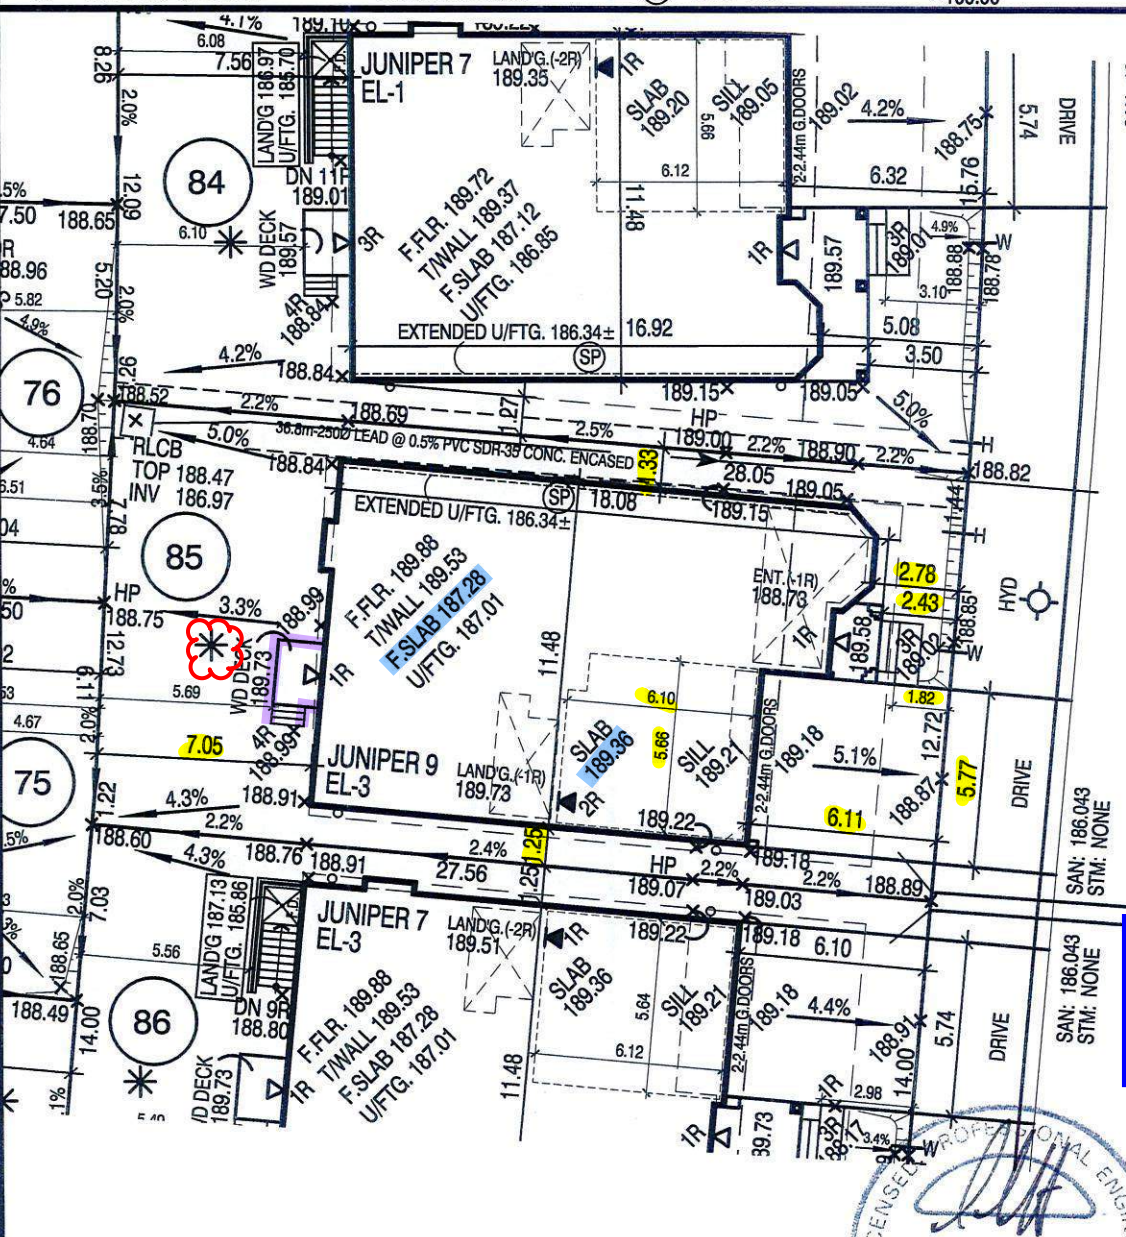 4.1%
6.08
7.56
8.26
2.0%
LAND'G 186.97
U/FTG. 185.70
JUNIPER 7
EL-1
LAND'G.(-2R)
189.35
1R
SLAB
189.20
SILL
189.05
5.66
6.12
2-2.44m G.DOORS
189.02
4.2%
188.75
5.74
DRIVE
6.32
15.76
84
188.65
12.09
6.10
DN 11R
189.01
WD DECK
189.57
3R
4R
188.84
F.FLR. 189.72
T/WALL 189.37
F.SLAB 187.12
U/FTG. 186.85
11.48
1R
189.57
3R
189.01
4.9%
188.88
188.78
W
3.10
5.08
3.50
EXTENDED U/FTG. 186.34±
16.92
SP
5.20
2.0%
5.82
4.9%
88.96
4.2%
188.84
76
188.52
188.70
4.64
2.2%
188.69
1.27
2.5%
189.15
HP
189.00
2.2%
188.90
189.05
2.2%
5.0%
H
188.82
36.8m-250Ø LEAD @ 0.5% PVC SDR-35 CONC. ENCASED
5.0%
RLCB
TOP 188.47
INV 186.97
188.84
1.33
28.05
189.05
189.15
1.44
EXTENDED U/FTG. 186.34±
SP
18.08
H
3.5%
7.78
85
F.FLR. 189.88
T/WALL 189.53
F.SLAB 187.28
U/FTG. 187.01
ENT.(-1R)
188.73
2.78
2.43
188.85
HYD
HP
188.75
3.3%
188.99
12.73
WD DECK
189.73
1R
11.48
1R
189.58
3R
189.02
W
1.82
6.11
5.69
2.0%
4.67
7.05
4R
188.99
6.10
5.66
SLAB
189.36
SILL
189.21
2-2.44m G.DOORS
189.18
5.1%
12.72
188.87
5.77
DRIVE
75
JUNIPER 9
EL-3
LAND'G.(-1R)
189.73
2R
6.11
1.22
4.3%
188.91
189.22
188.60
2.2%
1.25
189.18
SAN: 186.043
STM: NONE
4.3%
188.76
188.91
2.4%
27.56
1.25
HP
189.07
2.2%
189.03
2.2%
188.89
2.0%
7.03
LAND'G 187.13
U/FTG. 185.86
JUNIPER 7
EL-3
LAND'G.(-2R)
189.51
1R
189.22
189.18
6.10
188.65
5.56
SLAB
189.36
5.64
SILL
189.21
2-2.44m G.DOORS
189.18
4.4%
188.91
5.74
DRIVE
SAN: 186.043
STM: NONE
188.49
14.00
86
DN 9R
188.80
F.FLR. 189.88
T/WALL 189.53
F.SLAB 187.28
U/FTG. 187.01
11.48
6.12
14.00
1R
2.98
189.73
1R
1R
3R
3.4%
W